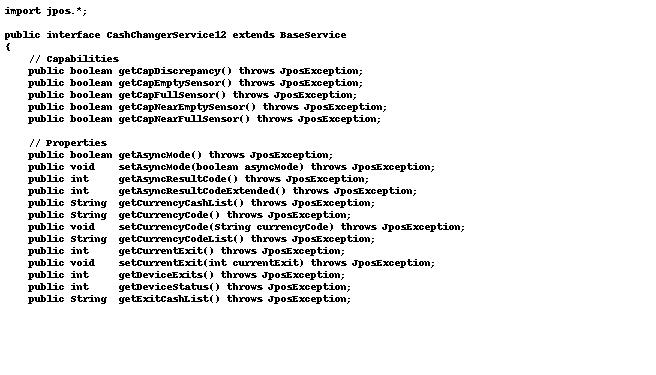 import jpos.*;

public interface CashChangerService12 extends BaseService
{
    // Capabilities
    public boolean getCapDiscrepancy() throws JposException;
    public boolean getCapEmptySensor() throws JposException;
    public boolean getCapFullSensor() throws JposException;
    public boolean getCapNearEmptySensor() throws JposException;
    public boolean getCapNearFullSensor() throws JposException;

    // Properties
    public boolean getAsyncMode() throws JposException;
    public void    setAsyncMode(boolean asyncMode) throws JposException;
    public int     getAsyncResultCode() throws JposException;
    public int     getAsyncResultCodeExtended() throws JposException;
    public String  getCurrencyCashList() throws JposException;
    public String  getCurrencyCode() throws JposException;
    public void    setCurrencyCode(String currencyCode) throws JposException;
    public String  getCurrencyCodeList() throws JposException;
    public int     getCurrentExit() throws JposException;
    public void    setCurrentExit(int currentExit) throws JposException;
    public int     getDeviceExits() throws JposException;
    public int     getDeviceStatus() throws JposException;
    public String  getExitCashList() throws JposException;